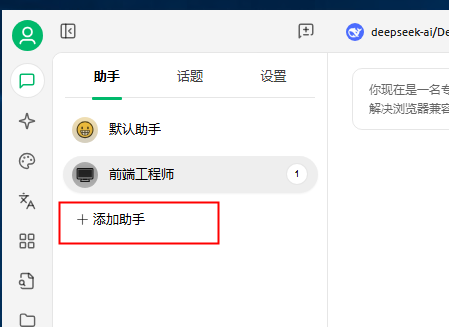 deepseek-ai/De
助手
话题
设置
你现在是一名专
解决浏览器兼容
默认助手
前端工程师
1
+ 添加助手